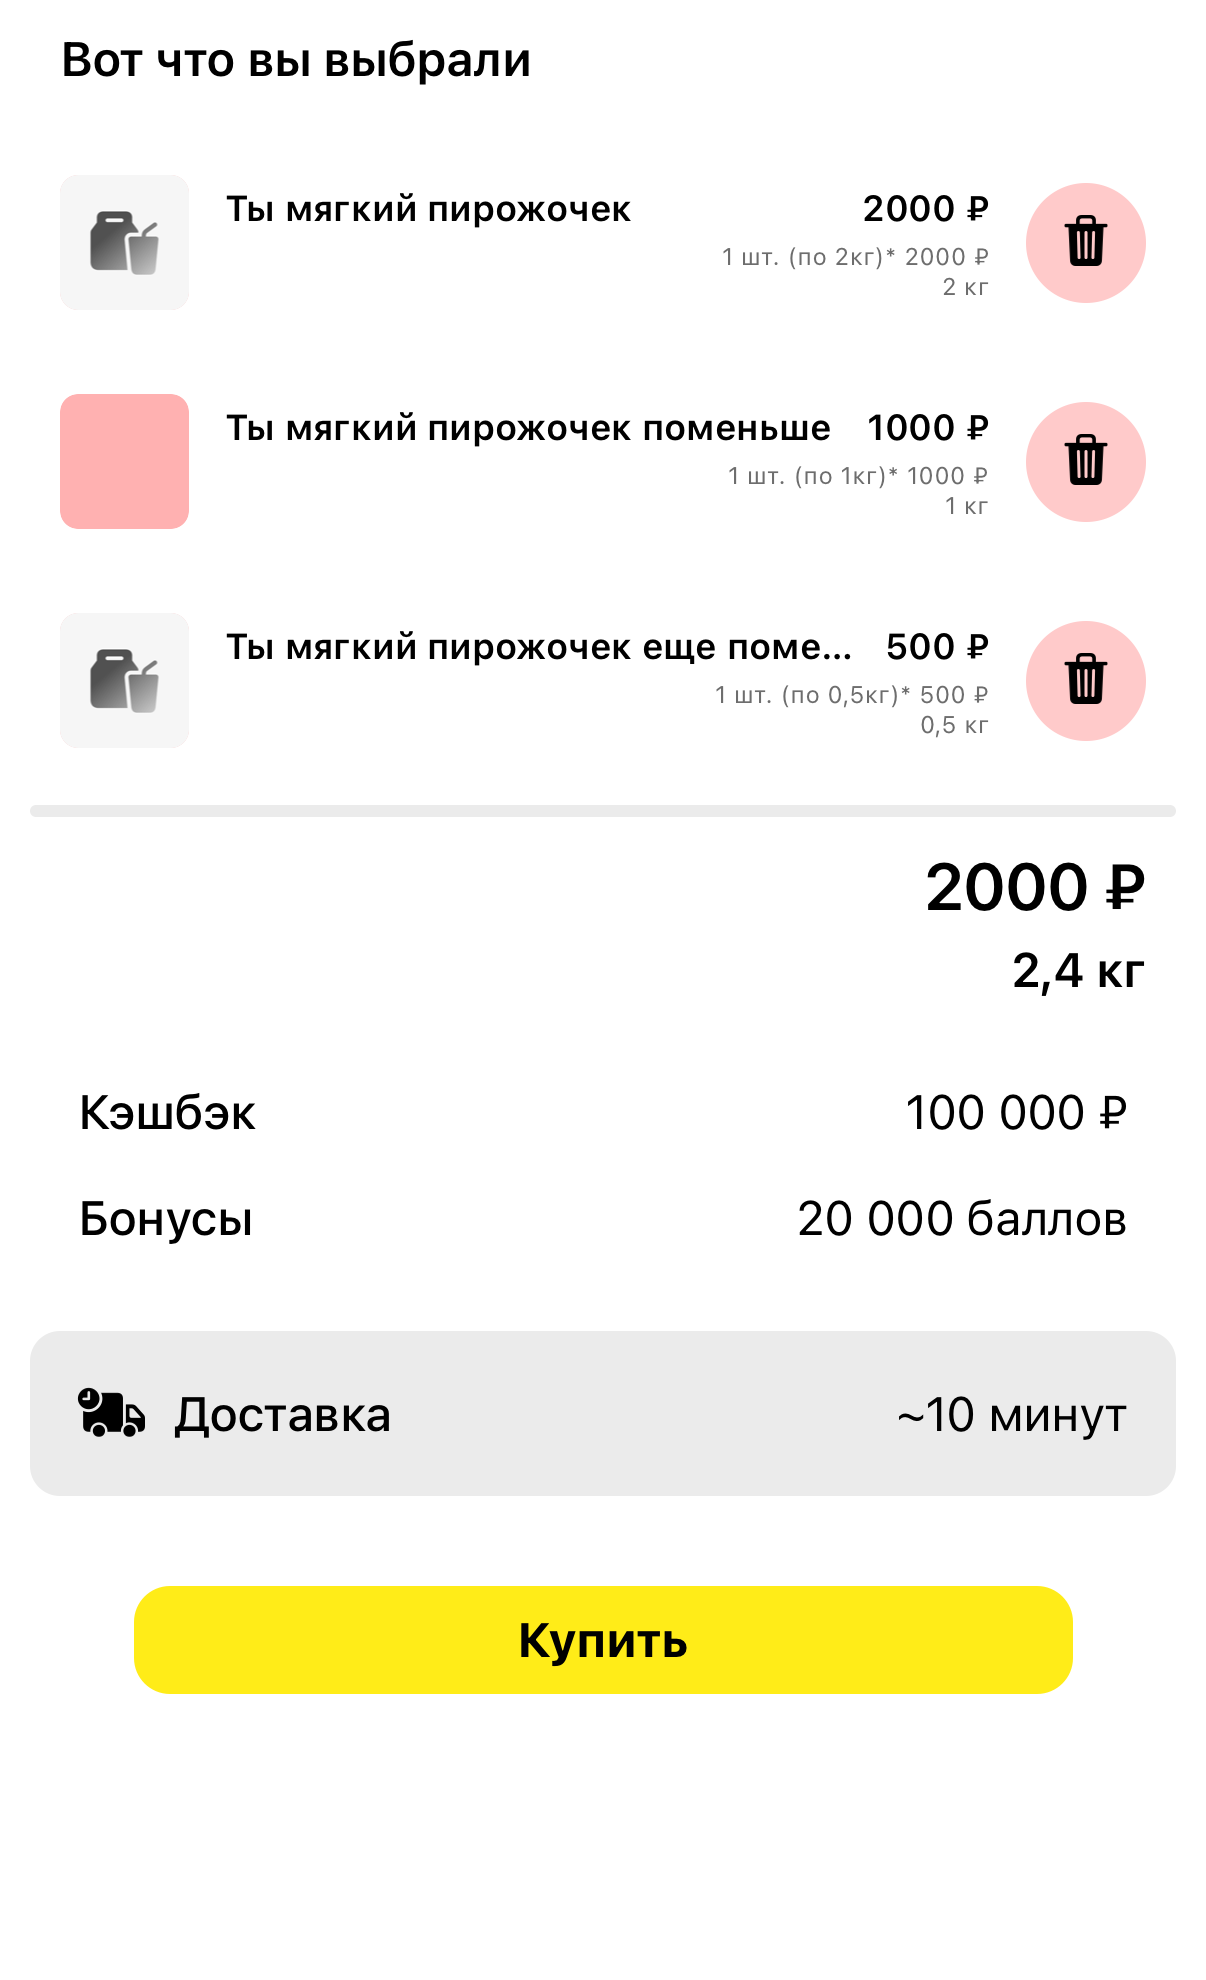 Вот что вы выбрали
Ты мягкий пирожочек 2000 ₽
1 шт. (по 2кг)* 2000 ₽
2 кг
Ты мягкий пирожочек поменьше 1000 ₽
1 шт. (по 1кг)* 1000 ₽
1 кг
Ты мягкий пирожочек еще поме... 500 ₽
1 шт. (по 0,5кг)* 500 ₽
0,5 кг
2000 ₽
2,4 кг
Кэшбэк 100 000 ₽
Бонусы 20 000 баллов
Доставка ~10 минут
Купить